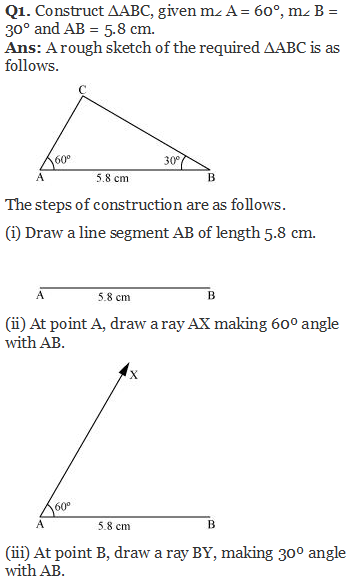 Q1. Construct ΔABC, given m∠ A = 60°, m∠ B =
30° and AB = 5.8 cm.
Ans: A rough sketch of the required ΔABC is as
follows.
C
60°
30°
A
5.8 cm
B
The steps of construction are as follows.
(i) Draw a line segment AB of length 5.8 cm.
A
5.8 cm
B
(ii) At point A, draw a ray AX making 60º angle
with AB.
X
60°
A
5.8 cm
B
(iii) At point B, draw a ray BY, making 30º angle
with AB.